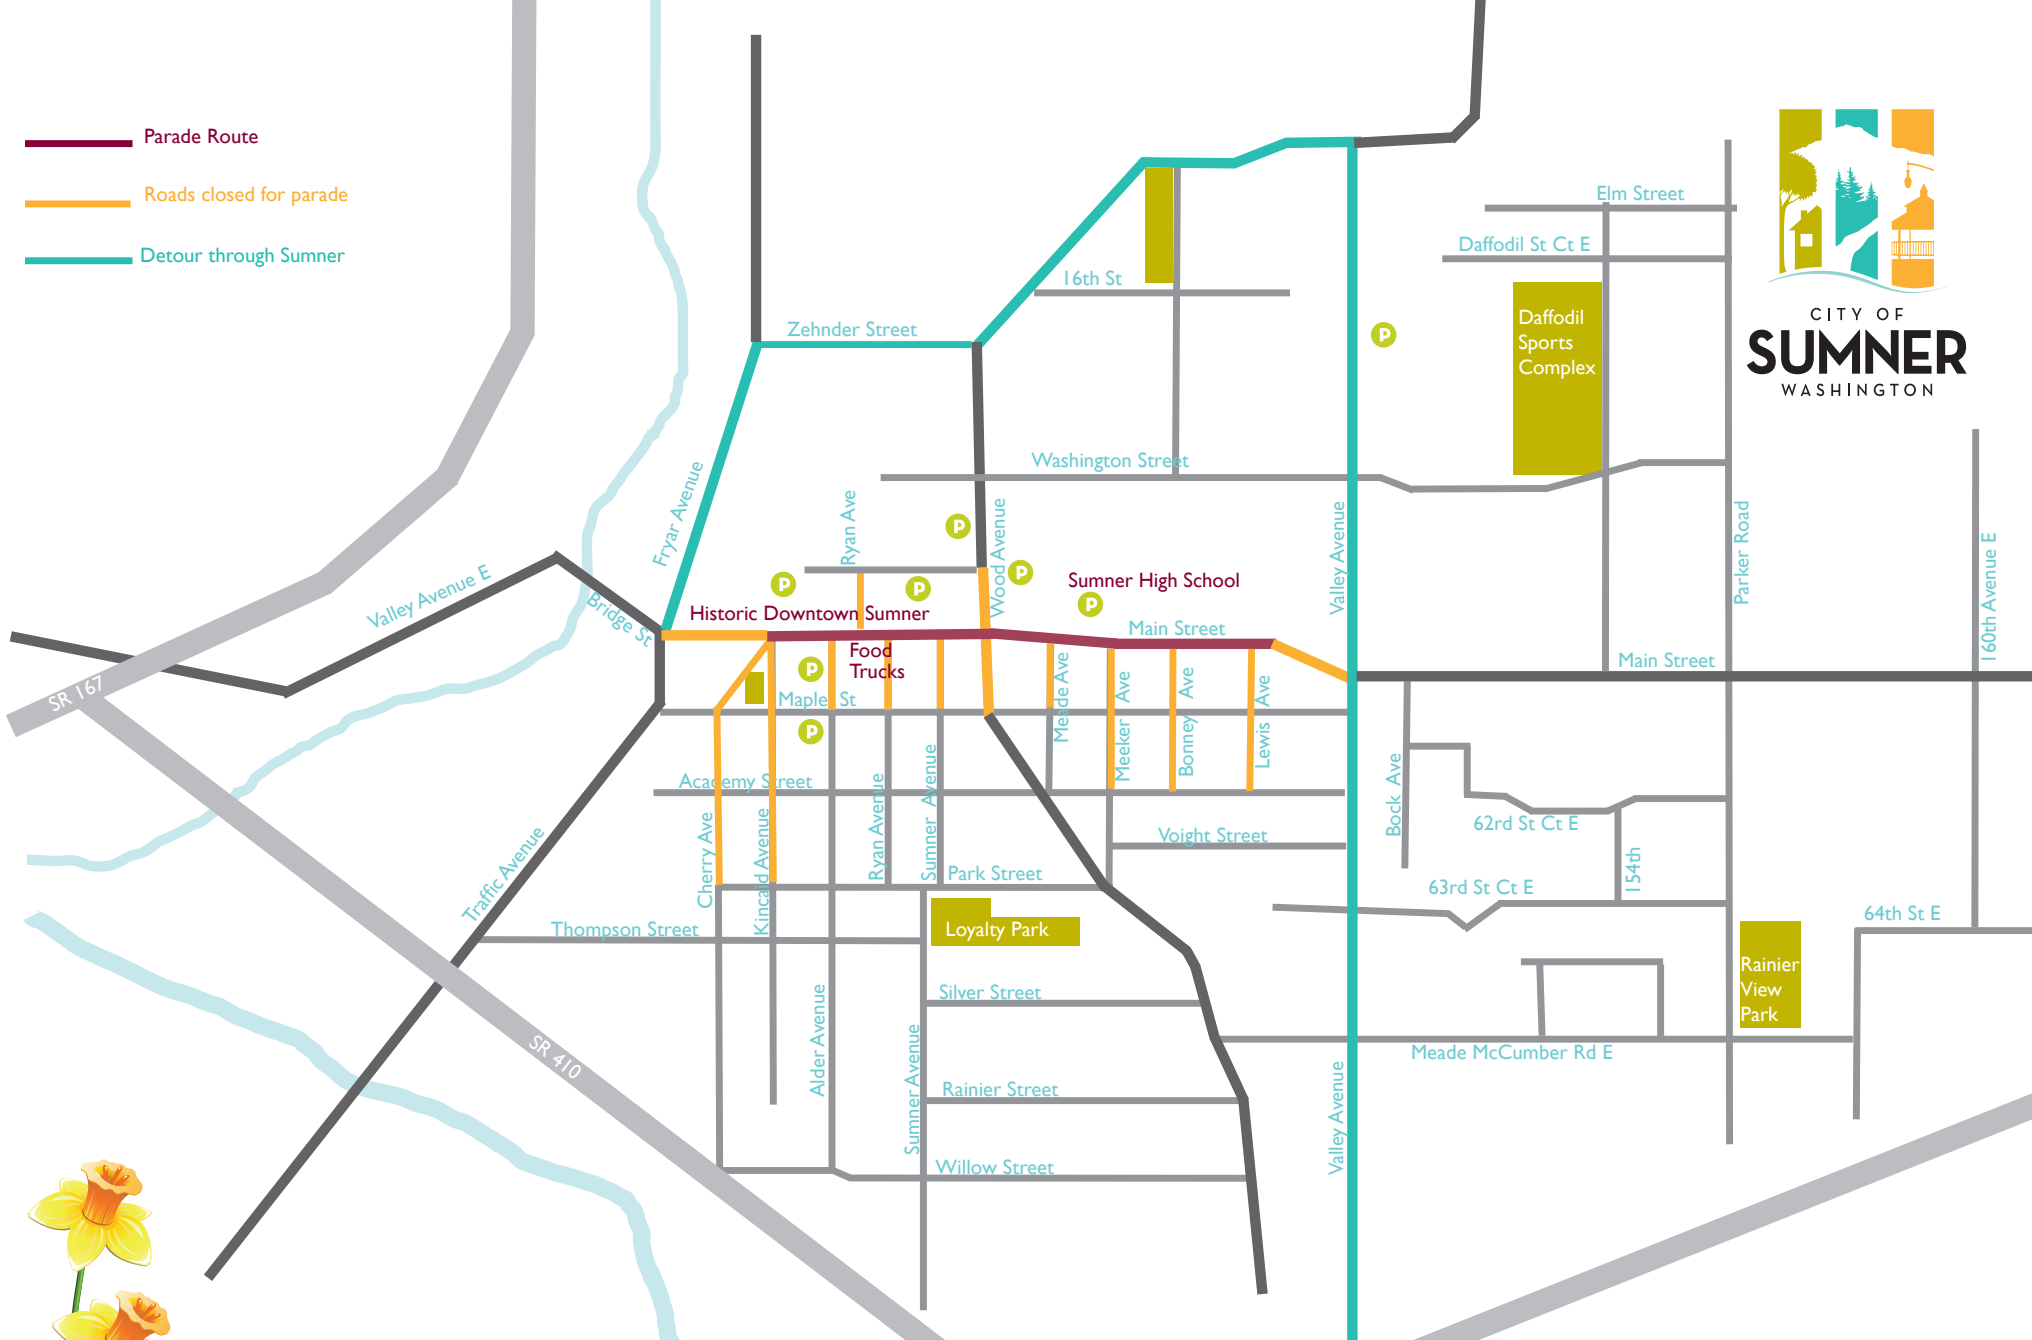 Parade Route
Roads closed for parade
Detour through Sumner
Elm Street
Daffodil St Ct E
16th St
Zehnder Street
P
Daffodil
Sports
Complex
CITY OF
SUMNER
WASHINGTON
Washington Street
Fryar Avenue
Ryan Ave
P
Wood Avenue
Valley Avenue
Parker Road
160th Avenue E
Valley Avenue E
Bridge St
P
P
P
Sumner High School
P
Historic Downtown Sumner
Main Street
Food
Trucks
Main Street
SR 167
P
Maple St
P
Meade Ave
Meeker Ave
Bonney Ave
Lewis Ave
Academy Street
Bock Ave
62rd St Ct E
Voight Street
Traffic Avenue
Cherry Ave
Kincaid Avenue
Ryan Avenue
Sumner Avenue
Park Street
63rd St Ct E
154th
64th St E
Thompson Street
Loyalty Park
Rainier
View
Park
Silver Street
SR 410
Alder Avenue
Sumner Avenue
Meade McCumber Rd E
Rainier Street
Valley Avenue
Willow Street